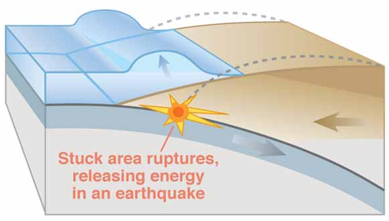 Stuck area ruptures,
releasing energy
in an earthquake